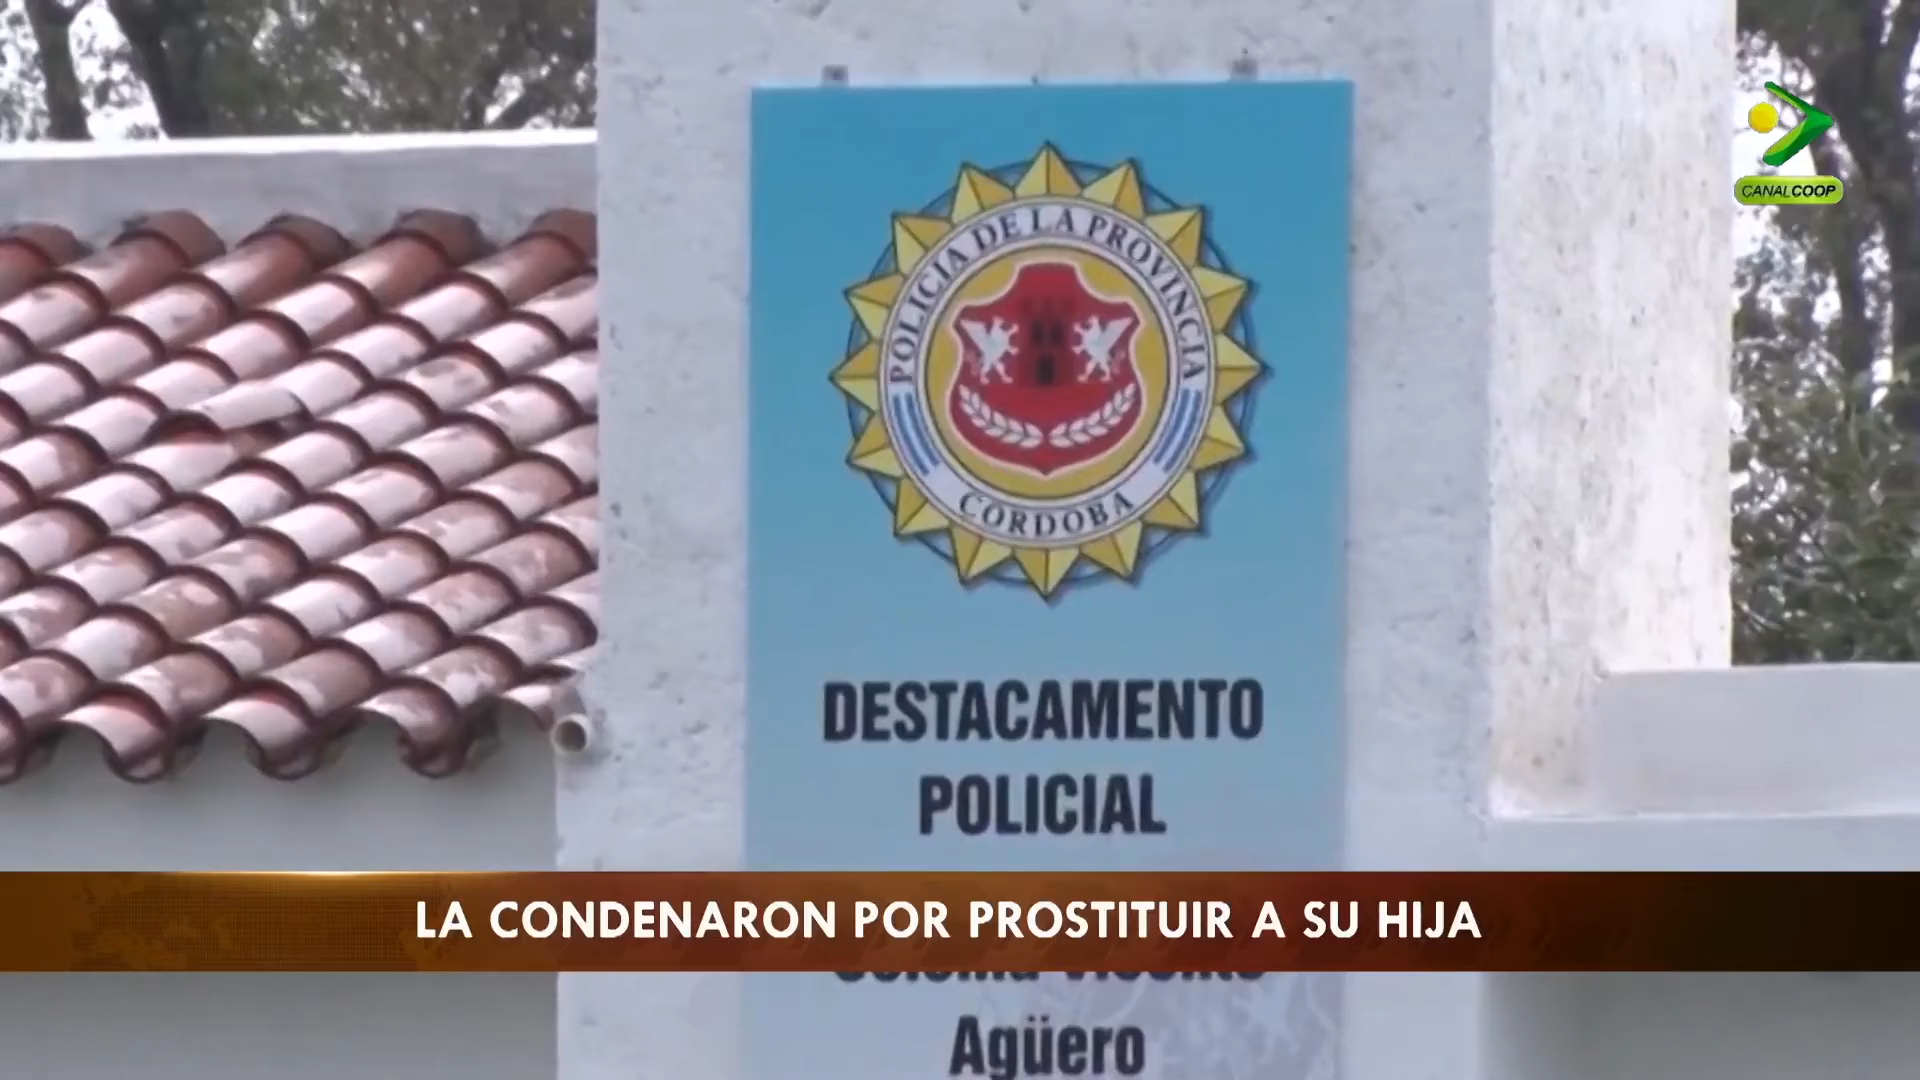 POLICIA DE LA PROVINCIA
CORDOBA
CANALCOOP
DESTACAMENTO
POLICIAL
LA CONDENARON POR PROSTITUIR A SU HIJA
Agüero